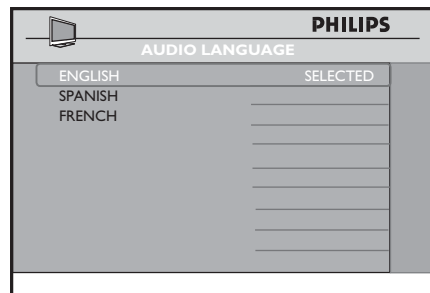 PHILIPS
AUDIO LANGUAGE
ENGLISH SELECTED
SPANISH
FRENCH